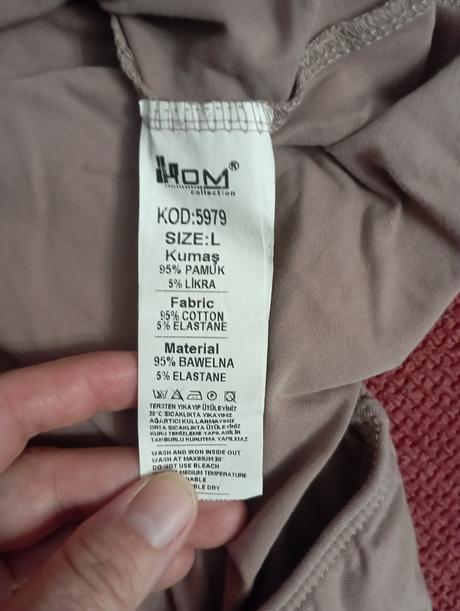 HOM®
collection
KOD:5979
SIZE:L
Kumaş
95% PAMUK
5% LİKRA
Fabric
95% COTTON
5% ELASTANE
Material
95% BAWELNA
5% ELASTANE
TERSTEN YIKAYIP ÜTÜLEYİNİZ
30°C SICAKLIKTA YIKAYINIZ
AĞARTICI KULLANMAYINIZ
ORTA SICAKLIKTA ÜTÜLEYİNİZ
KURU TEMİZLEME YAPILABİLİR
TAMBURLU KURUTMA YAPILMAZ
WASH AND IRON INSIDE OUT
WASH AT MAXIMUM 30°
DO NOT USE BLEACH
MEDIUM TEMPERATURE
DRY